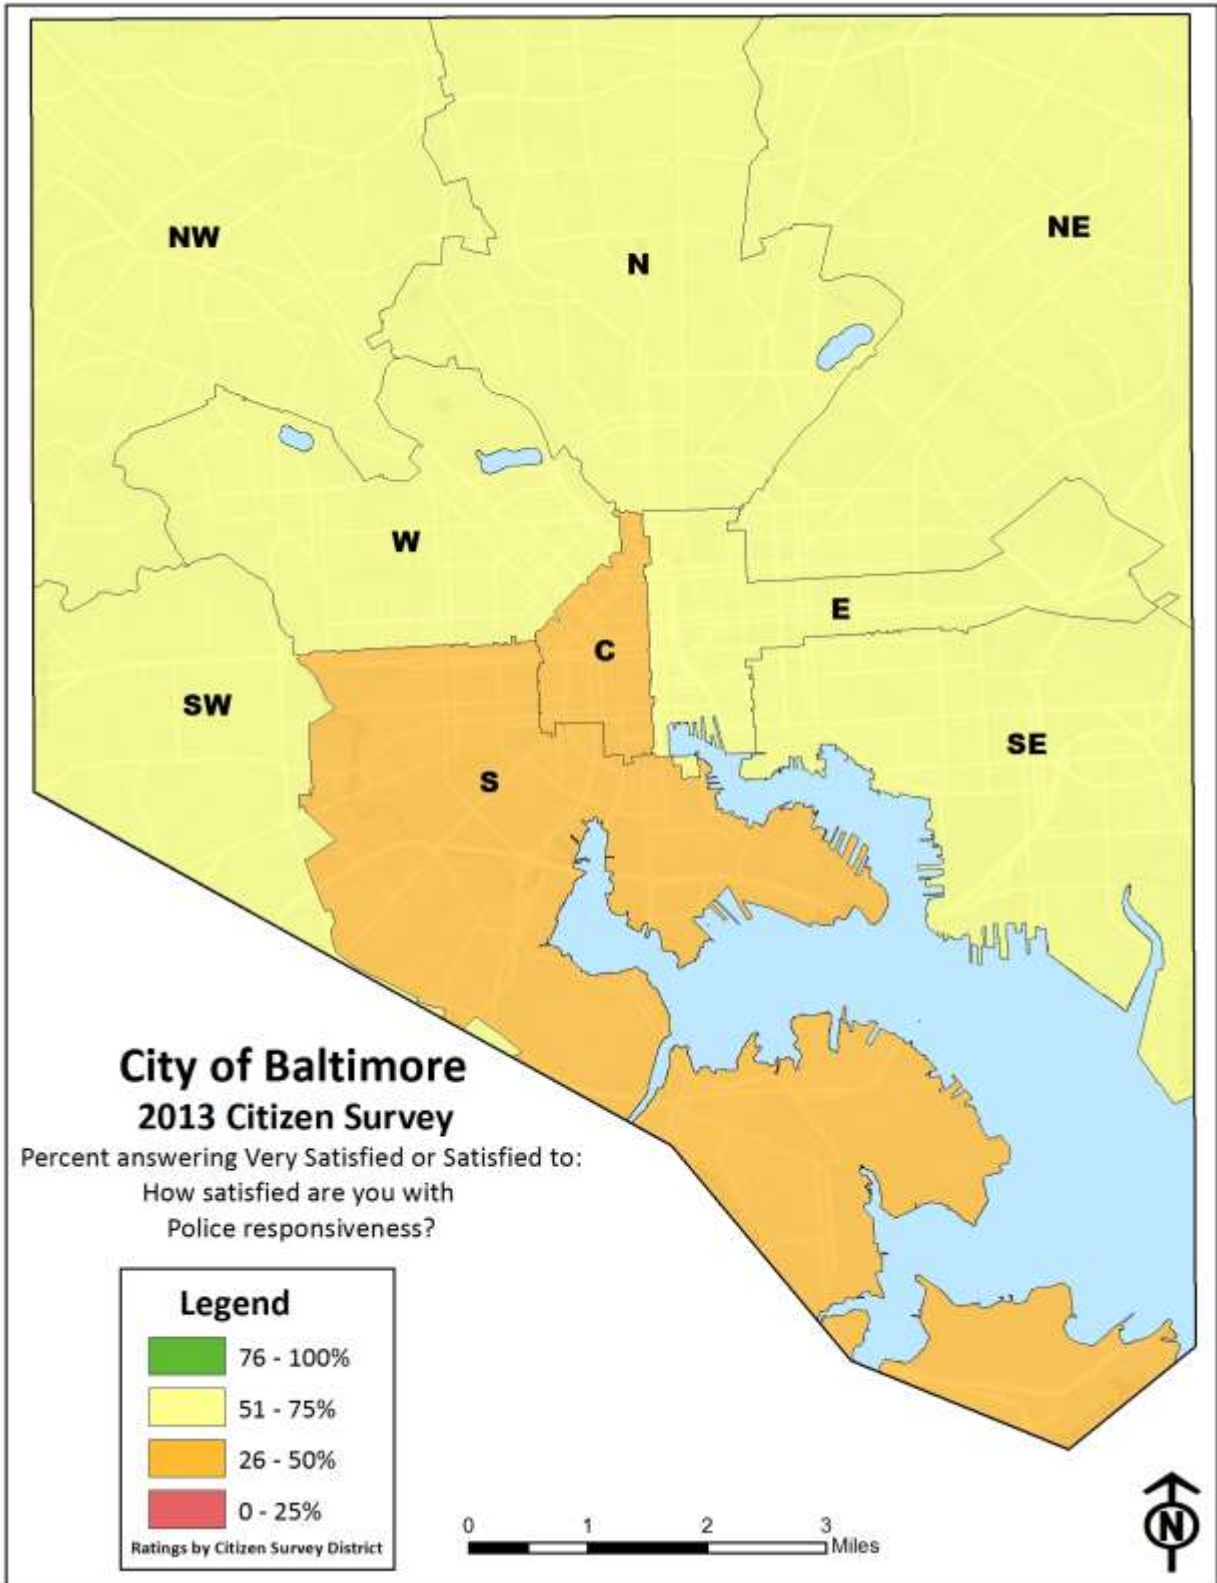 NW
N
NE
W
E
C
SW
S
SE
City of Baltimore
2013 Citizen Survey
Percent answering Very Satisfied or Satisfied to:
How satisfied are you with
Police responsiveness?
Legend
76 - 100%
51 - 75%
26 - 50%
0 - 25%
Ratings by Citizen Survey District
0 1 2 3
Miles
N